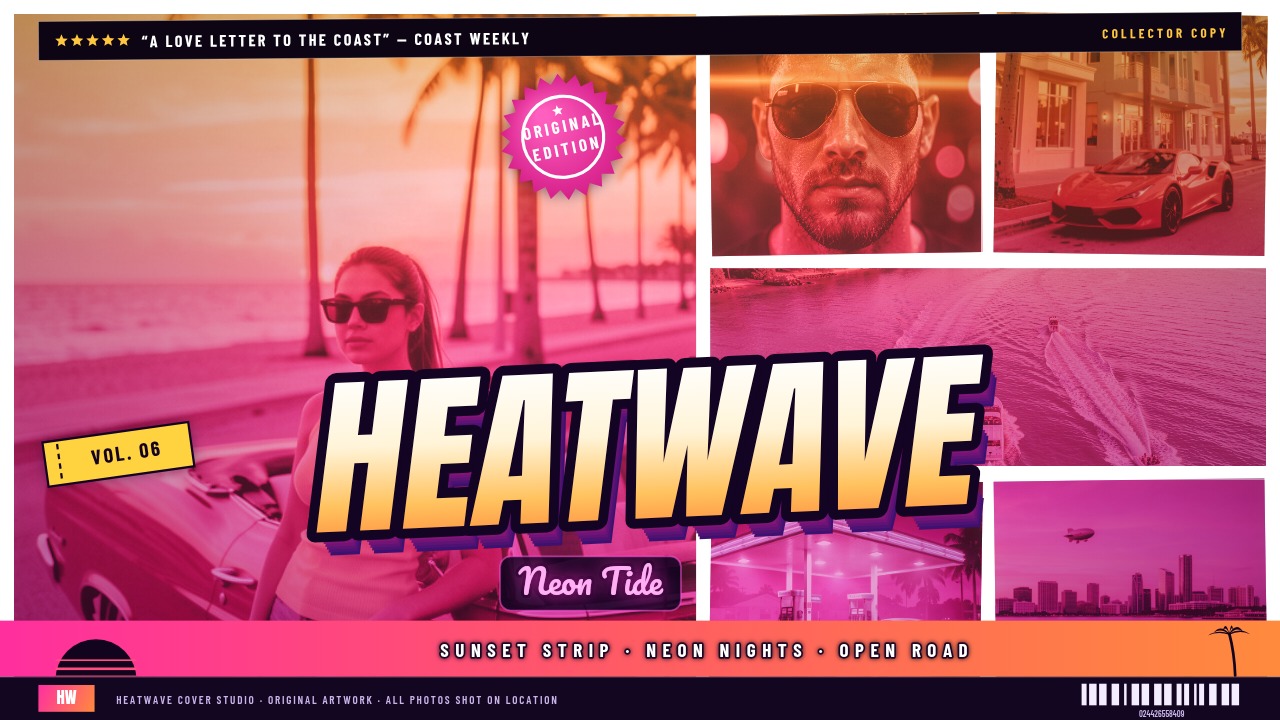 ★★★★★ “A LOVE LETTER TO THE COAST” — COAST WEEKLY
COLLECTOR COPY
ORIGINAL
EDITION
VOL. 06
HEATWAVE
Neon Tide
SUNSET STRIP · NEON NIGHTS · OPEN ROAD
HW
HEATWAVE COVER STUDIO · ORIGINAL ARTWORK · ALL PHOTOS SHOT ON LOCATION
024426558409